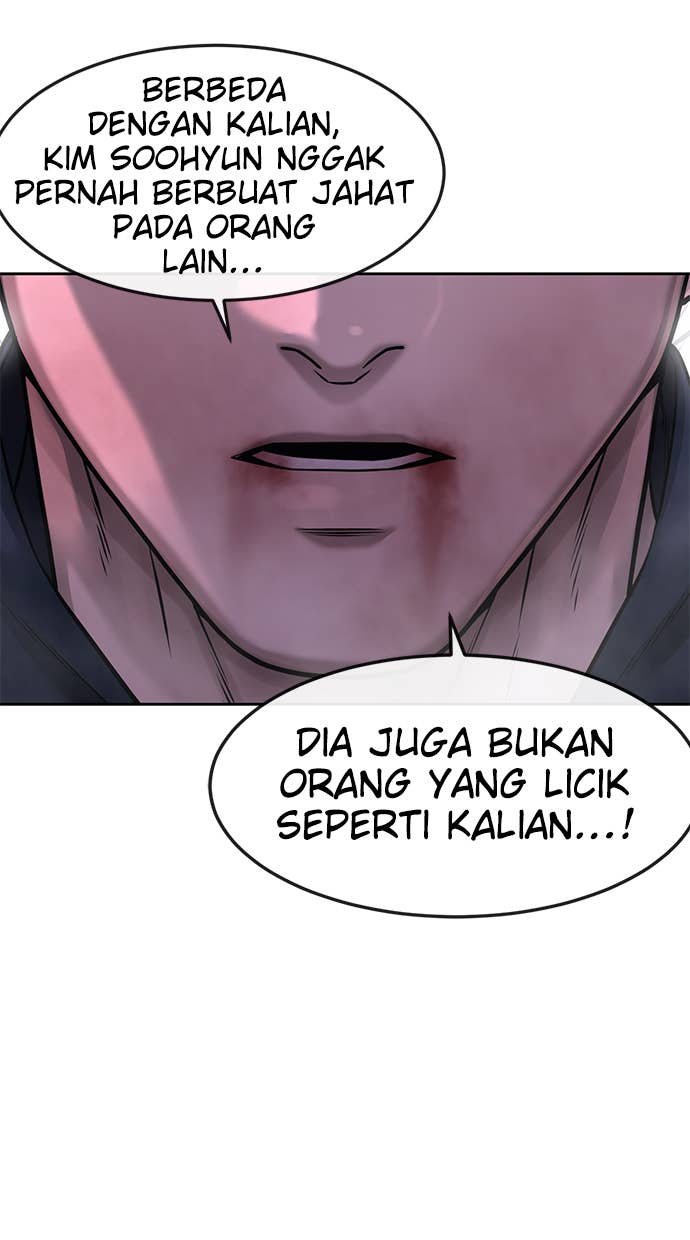 BERBEDA
DENGAN KALIAN,
KIM SOOHYUN NGGAK
PERNAH BERBUAT JAHAT
PADA ORANG
LAIN...
DIA JUGA BUKAN
ORANG YANG LICIK
SEPERTI KALIAN...!